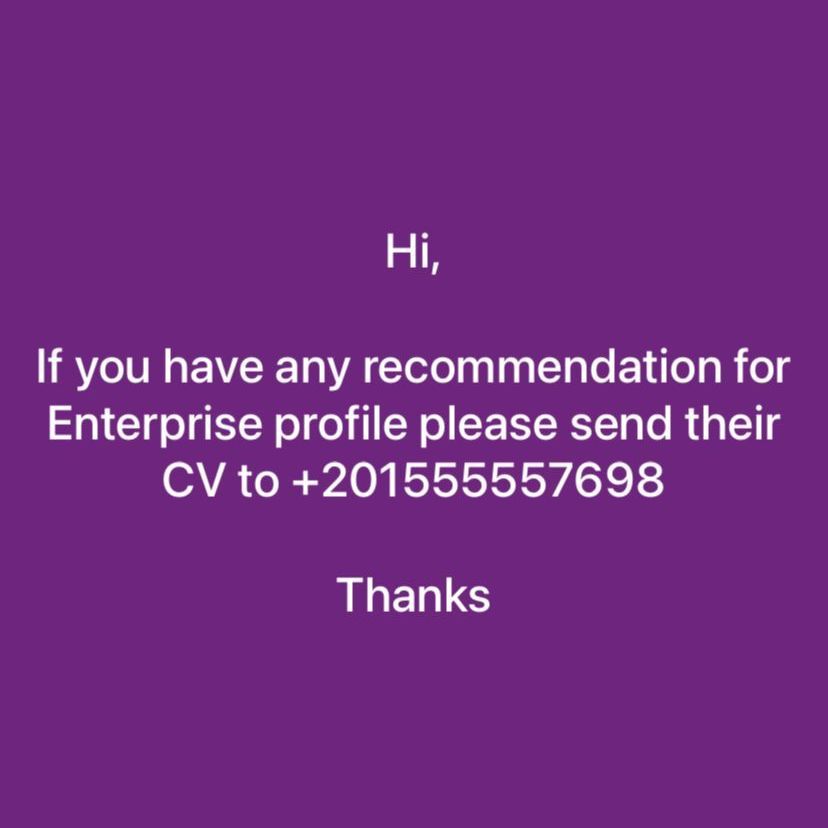 Hi,
If you have any recommendation for
Enterprise profile please send their
CV to +201555557698
Thanks